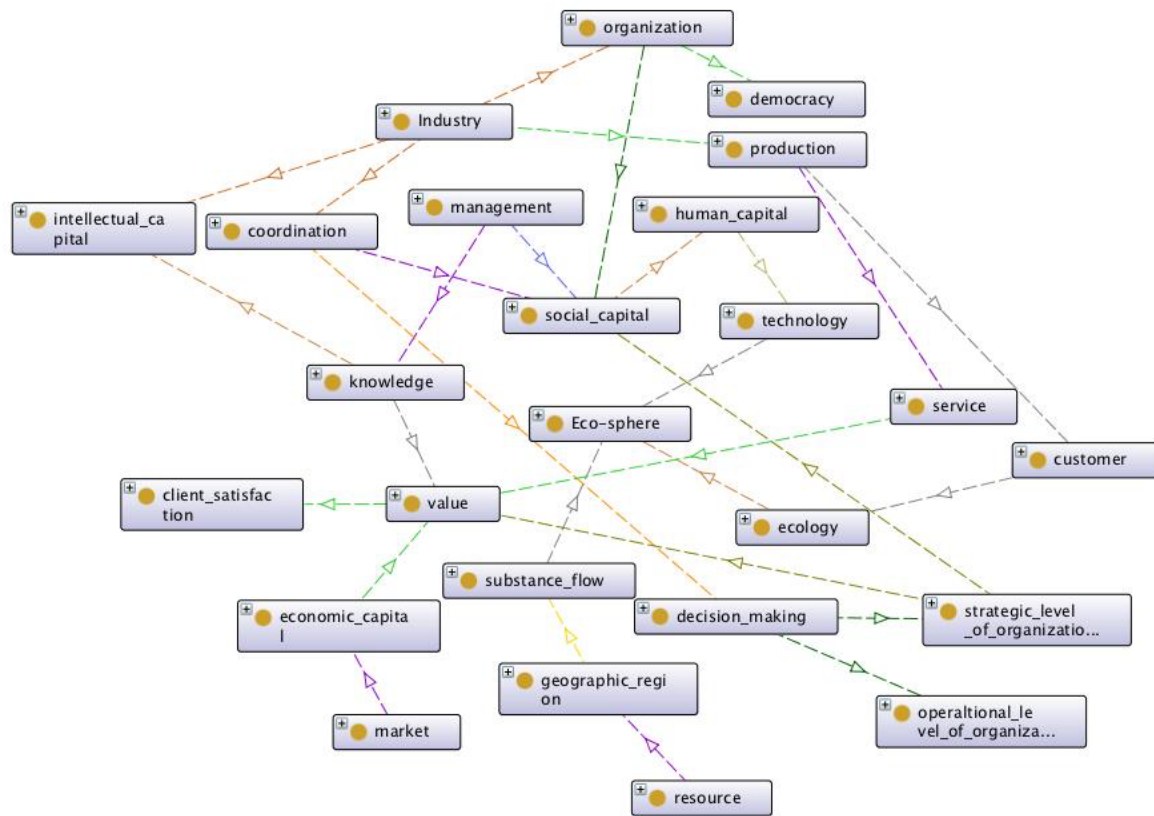 organization
democracy
Industry
production
management
human_capital
intellectual_ca
pital
coordination
social_capital
technology
knowledge
service
Eco-sphere
customer
client_satisfac
tion
value
ecology
substance_flow
economic_capita
l
decision_making
strategic_level
_of_organizatio...
geographic_regi
on
operaltional_le
vel_of_organiza...
market
resource